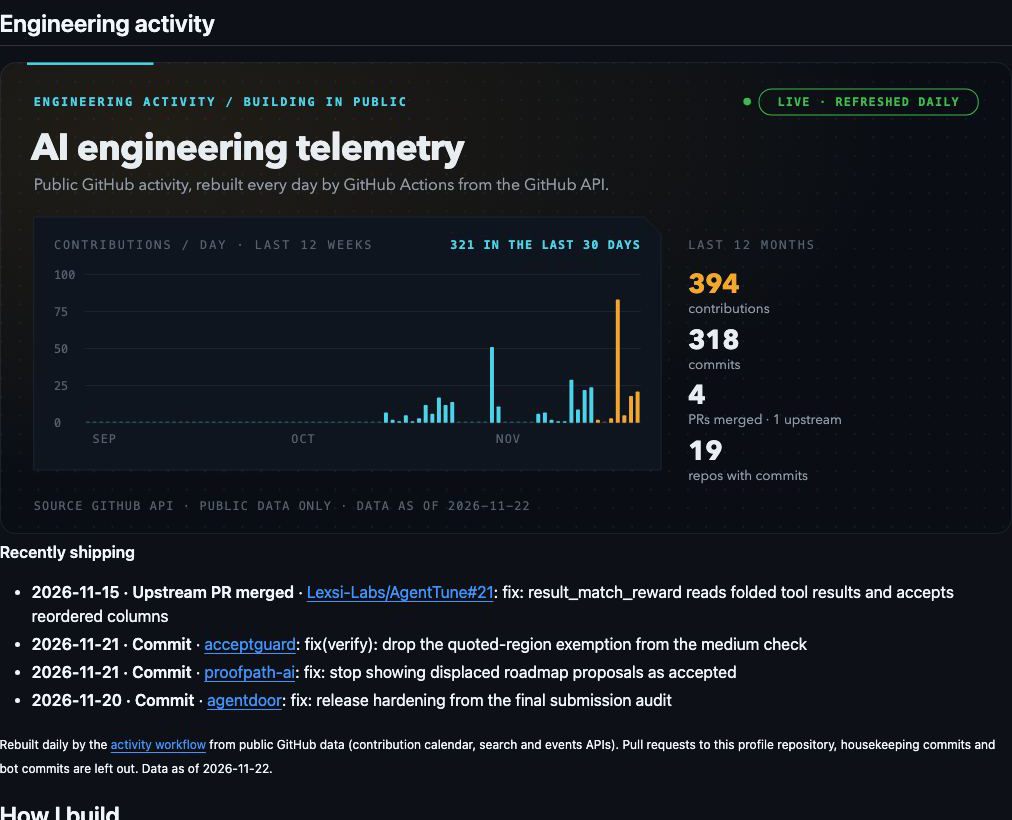 Engineering activity
ENGINEERING ACTIVITY / BUILDING IN PUBLIC
LIVE · REFRESHED DAILY
AI engineering telemetry
Public GitHub activity, rebuilt every day by GitHub Actions from the GitHub API.
CONTRIBUTIONS / DAY · LAST 12 WEEKS
321 IN THE LAST 30 DAYS
100
75
50
25
0
SEP
OCT
NOV
LAST 12 MONTHS
394
contributions
318
commits
4
PRs merged · 1 upstream
19
repos with commits
SOURCE GITHUB API · PUBLIC DATA ONLY · DATA AS OF 2026-11-22
Recently shipping
• 2026-11-15 · Upstream PR merged · Lexsi-Labs/AgentTune#21: fix: result_match_reward reads folded tool results and accepts
reordered columns
• 2026-11-21 · Commit · acceptguard: fix(verify): drop the quoted-region exemption from the medium check
• 2026-11-21 · Commit · proofpath-ai: fix: stop showing displaced roadmap proposals as accepted
• 2026-11-20 · Commit · agentdoor: fix: release hardening from the final submission audit
Rebuilt daily by the activity workflow from public GitHub data (contribution calendar, search and events APIs). Pull requests to this profile repository, housekeeping commits and
bot commits are left out. Data as of 2026-11-22.
How I build